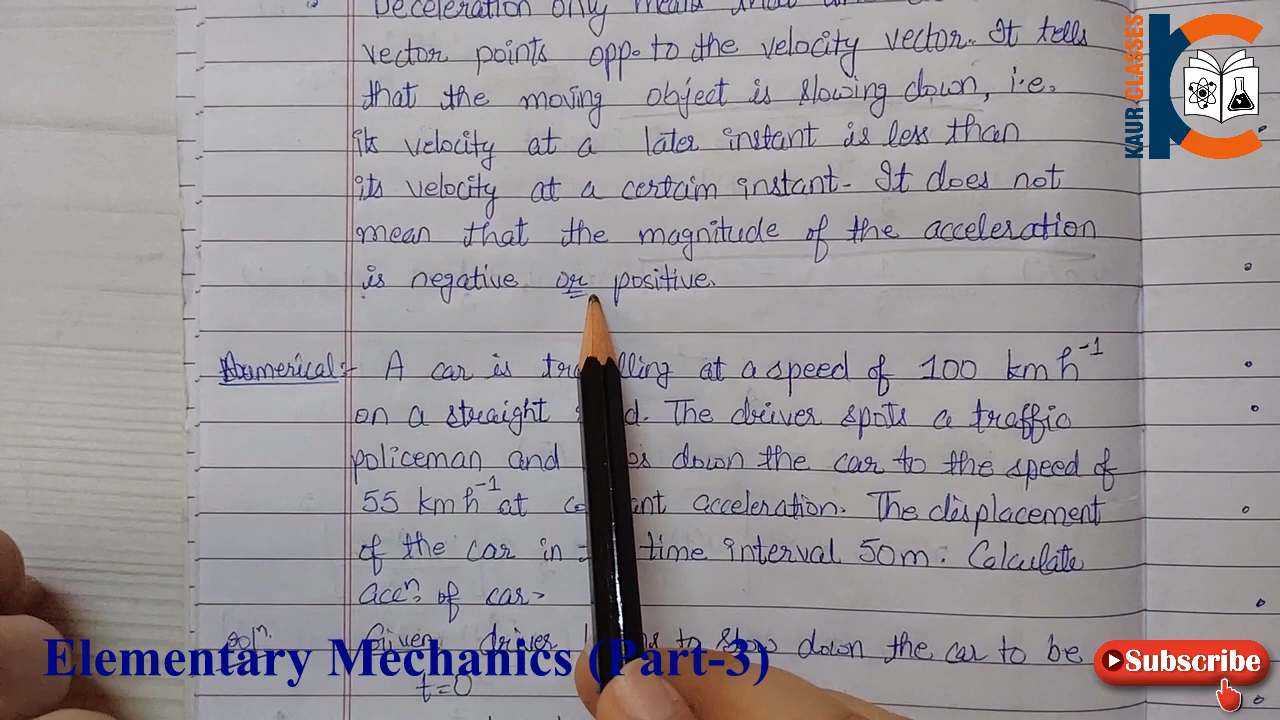 Deceleration only means
vector points opp. to the velocity vector. It tells
that the moving object is slowing down, i.e.
its velocity at a later instant is less than
its velocity at a certain instant. It does not
mean that the magnitude of the acceleration
is negative or positive.
Numerical:- A car is travelling at a speed of 100 km h⁻¹
on a straight road. The driver spots a traffic
policeman and down the car to the speed of
55 km h⁻¹ at constant acceleration. The displacement
of the car in time interval 50m. Calculate
accⁿ. of car.
Solⁿ. Given driver to slow down the car to be
t=0
Elementary Mechanics (Part-3)
KAUR CLASSES
Subscribe